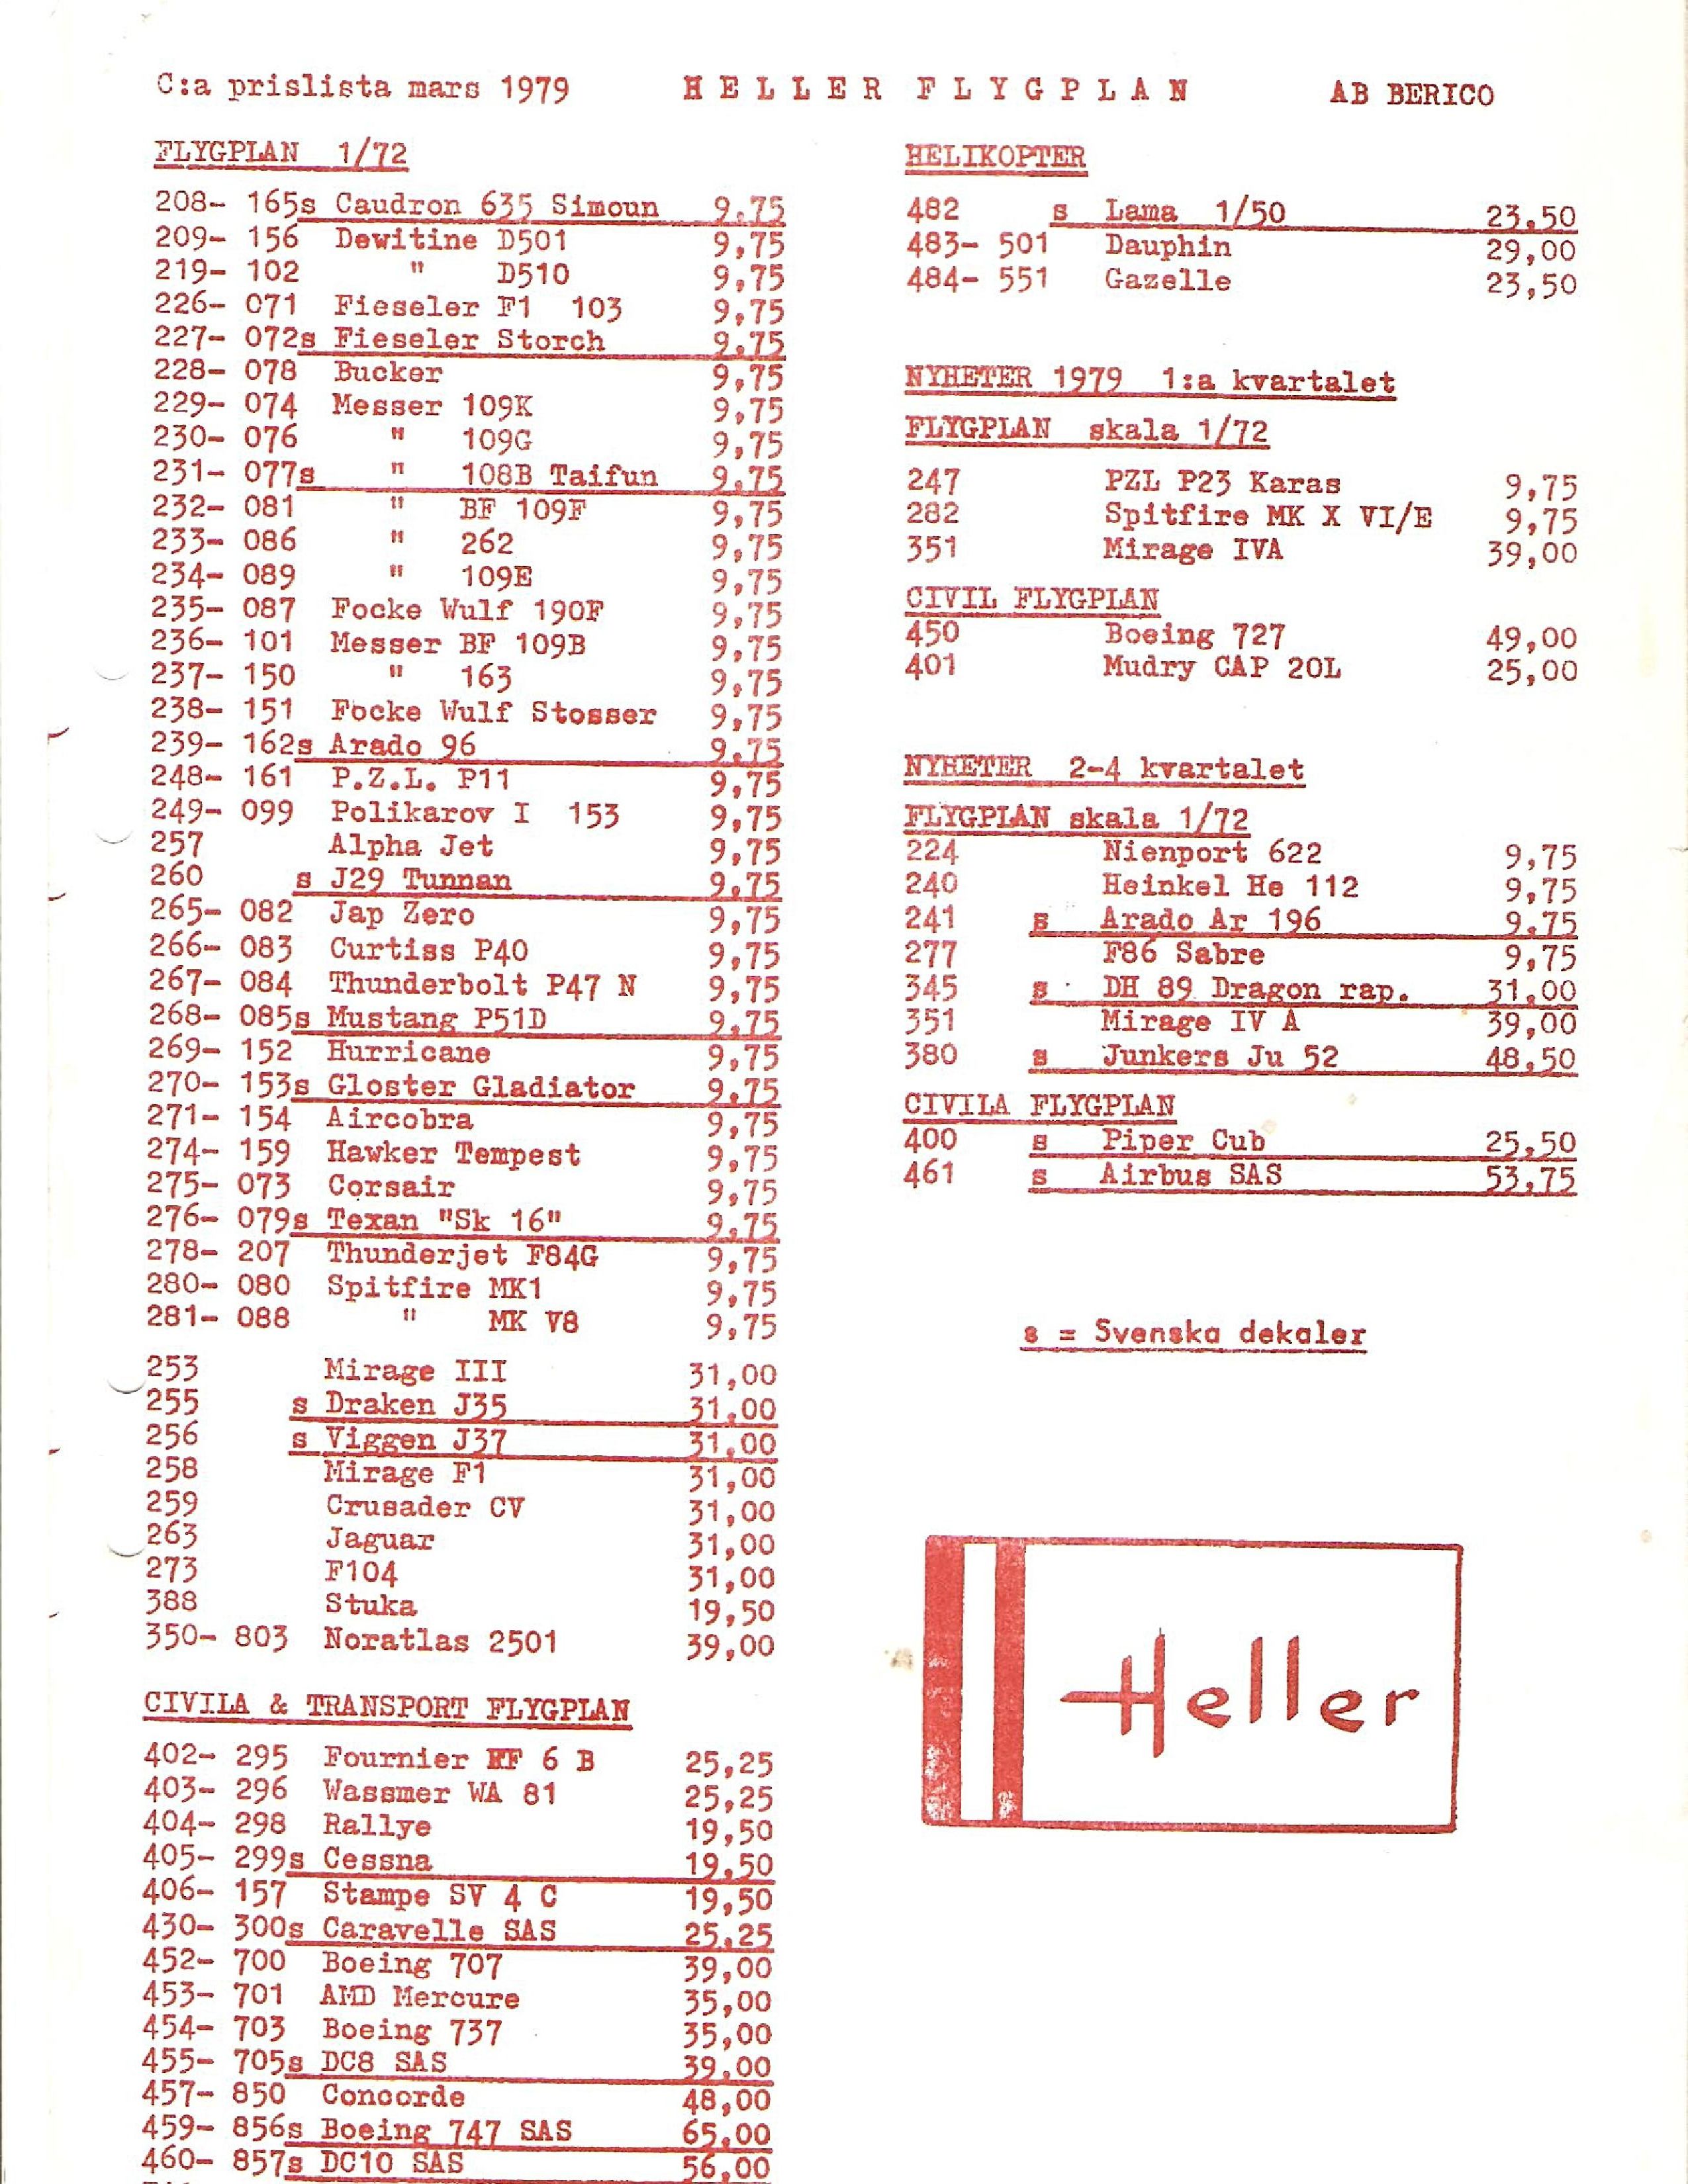 C:a prislista mars 1979 HELLER FLYGPLAN AB BERICO
FLYGPLAN 1/72
208- 165s Caudron 635 Simoun 9,75
209- 156 Dewitine D501 9,75
219- 102 " D510 9,75
226- 071 Fieseler F1 103 9,75
227- 072s Fieseler Storch 9,75
228- 078 Bucker 9,75
229- 074 Messer 109K 9,75
230- 076 " 109G 9,75
231- 077s " 108B Taifun 9,75
232- 081 " BF 109F 9,75
233- 086 " 262 9,75
234- 089 " 109E 9,75
235- 087 Focke Wulf 190F 9,75
236- 101 Messer BF 109B 9,75
237- 150 " 163 9,75
238- 151 Focke Wulf Stosser 9,75
239- 162s Arado 96 9,75
248- 161 P.Z.L. P11 9,75
249- 099 Polikarov I 153 9,75
257 Alpha Jet 9,75
260 s J29 Tunnan 9,75
265- 082 Jap Zero 9,75
266- 083 Curtiss P40 9,75
267- 084 Thunderbolt P47 N 9,75
268- 085s Mustang P51D 9,75
269- 152 Hurricane 9,75
270- 153s Gloster Gladiator 9,75
271- 154 Aircobra 9,75
274- 159 Hawker Tempest 9,75
275- 073 Corsair 9,75
276- 079s Texan "Sk 16" 9,75
278- 207 Thunderjet F84G 9,75
280- 080 Spitfire MK1 9,75
281- 088 " MK V8 9,75
253 Mirage III 31,00
255 s Draken J35 31,00
256 s Viggen J37 31,00
258 Mirage F1 31,00
259 Crusader CV 31,00
263 Jaguar 31,00
273 F104 31,00
388 Stuka 19,50
350- 803 Noratlas 2501 39,00
CIVILA & TRANSPORT FLYGPLAN
402- 295 Fournier RF 6 B 25,25
403- 296 Wassmer WA 81 25,25
404- 298 Rallye 19,50
405- 299s Cessna 19,50
406- 157 Stampe SV 4 C 19,50
430- 300s Caravelle SAS 25,25
452- 700 Boeing 707 39,00
453- 701 AMD Mercure 35,00
454- 703 Boeing 737 35,00
455- 705s DC8 SAS 39,00
457- 850 Concorde 48,00
459- 856s Boeing 747 SAS 65,00
460- 857s DC10 SAS 56,00
HELIKOPTER
482 s Lama 1/50 23,50
483- 501 Dauphin 29,00
484- 551 Gazelle 23,50
NYHETER 1979 1:a kvartalet
FLYGPLAN skala 1/72
247 PZL P23 Karas 9,75
282 Spitfire MK X VI/E 9,75
351 Mirage IVA 39,00
CIVIL FLYGPLAN
450 Boeing 727 49,00
401 Mudry CAP 20L 25,00
NYHETER 2-4 kvartalet
FLYGPLAN skala 1/72
224 Nienport 622 9,75
240 Heinkel He 112 9,75
241 s Arado Ar 196 9,75
277 F86 Sabre 9,75
345 s DH 89 Dragon rap. 31,00
351 Mirage IV A 39,00
380 s Junkers Ju 52 48,50
CIVILA FLYGPLAN
400 s Piper Cub 25,50
461 s Airbus SAS 53,75
s = Svenska dekaler
Heller